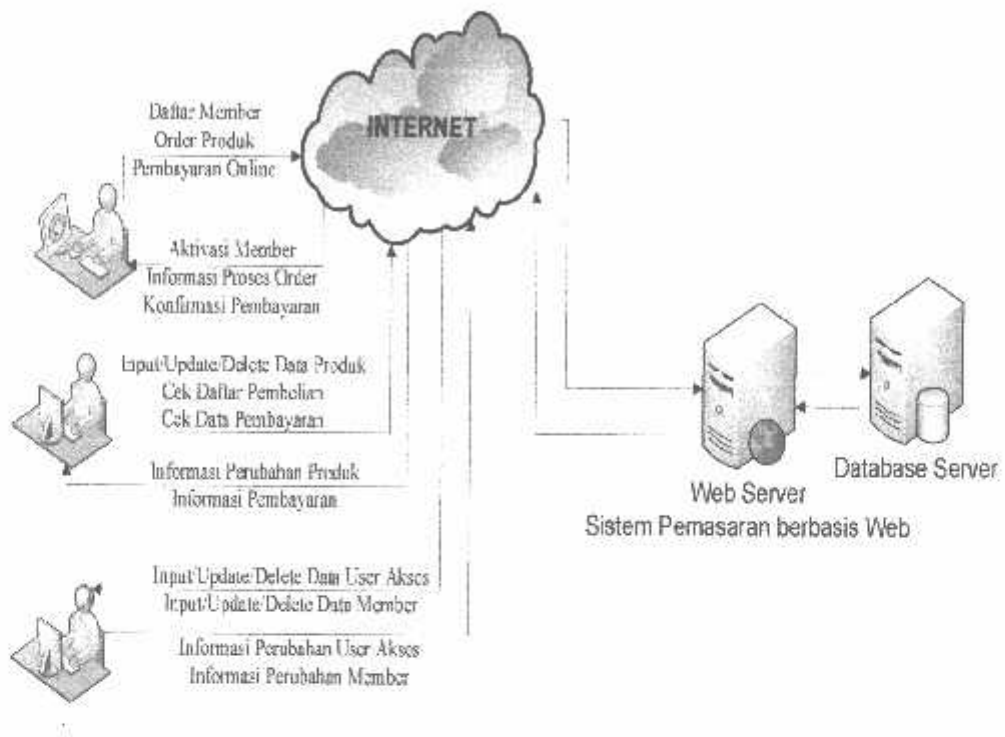 Daftar Member
Order Produk
Pembayaran Online
INTERNET
Aktivasi Member
Informasi Proses Order
Konfirmasi Pembayaran
Input/Update/Delete Data Produk
Cek Daftar Pembelian
Cek Data Pembayaran
Informasi Perubahan Produk
Informasi Pembayaran
Input/Update/Delete Data User Akses
Input/Update/Delete Data Member
Informasi Perubahan User Akses
Informasi Perubahan Member
Web Server
Database Server
Sistem Pemasaran berbasis Web